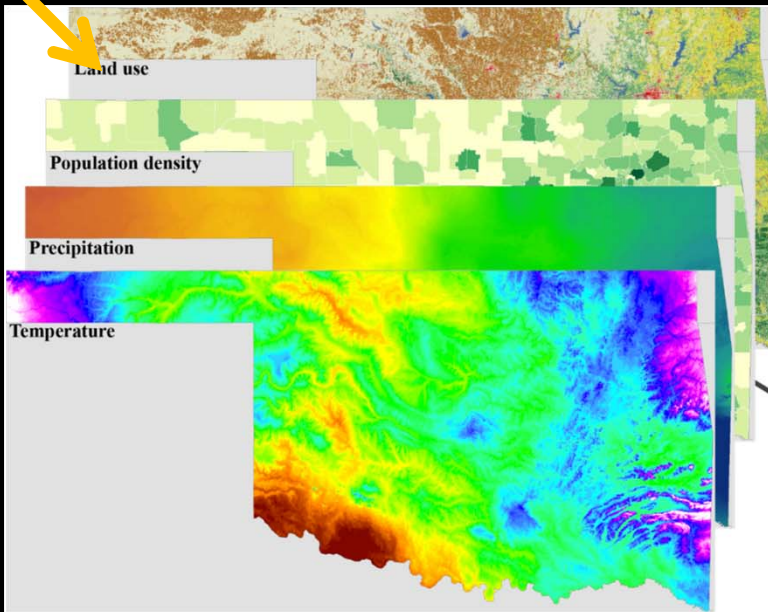 Land use
Population density
Precipitation
Temperature